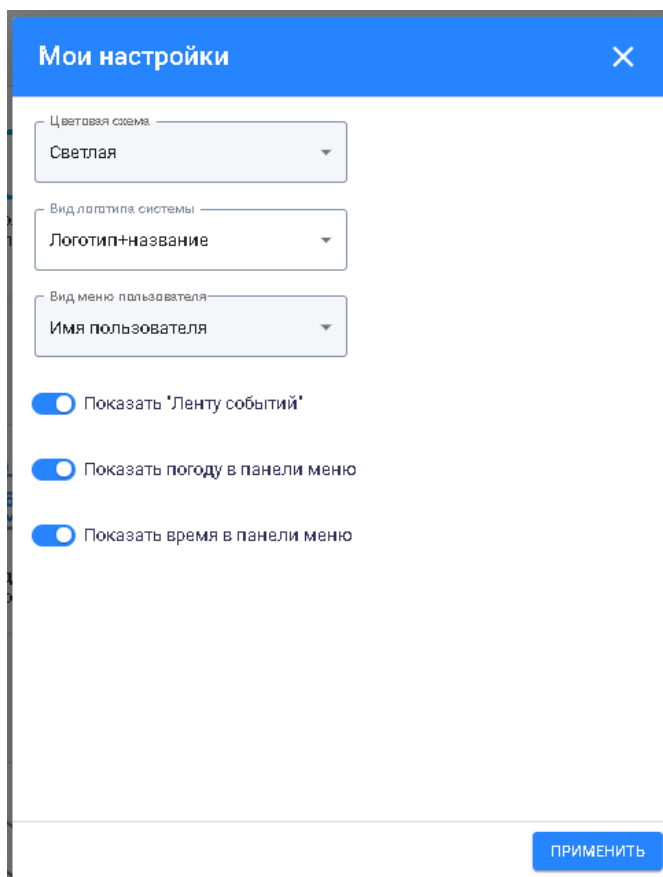 Мои настройки
Цветовая схема
Светлая
Вид логотипа системы
Логотип+название
Вид меню пользователя
Имя пользователя
Показать "Ленту событий"
Показать погоду в панели меню
Показать время в панели меню
ПРИМЕНИТЬ